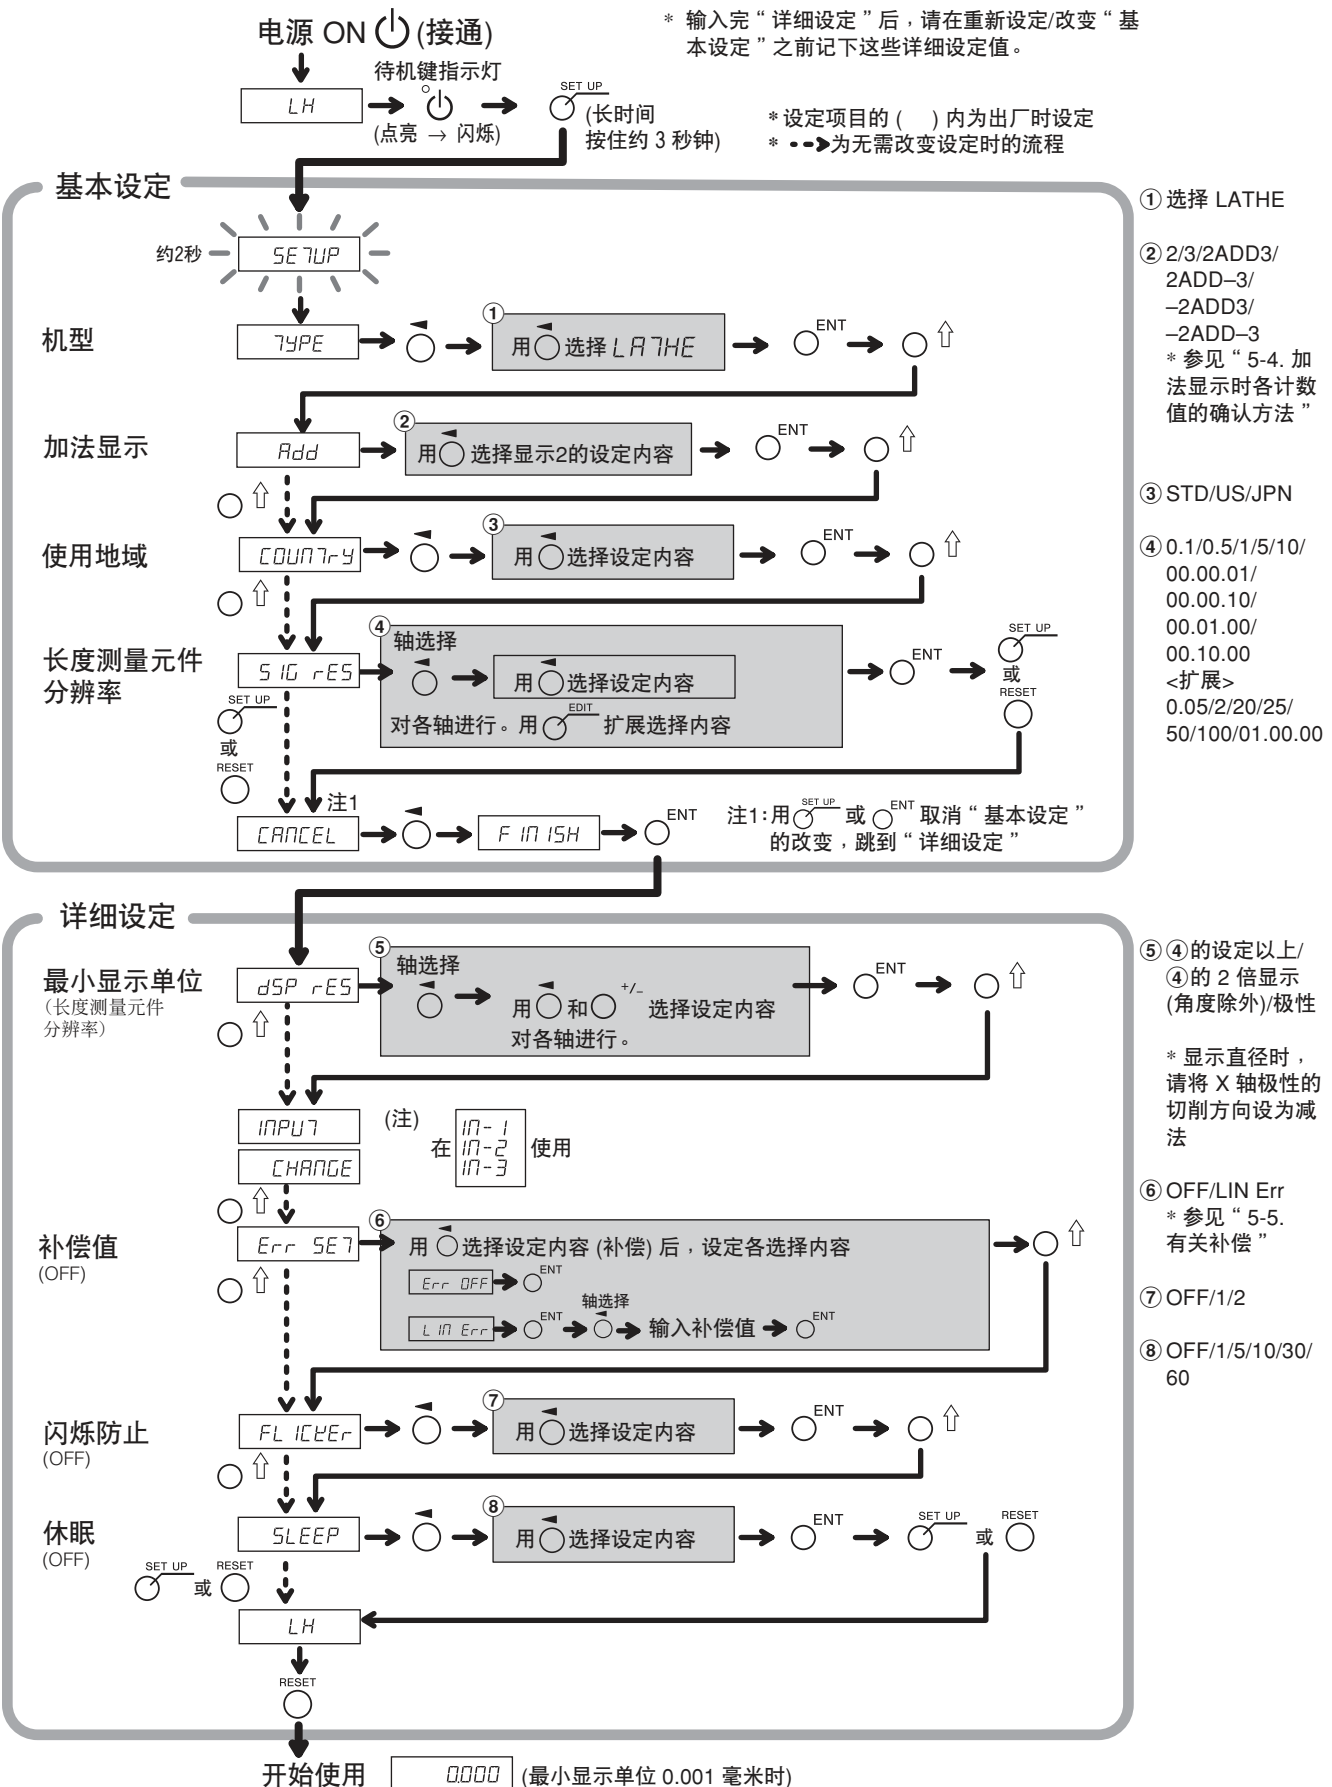 电源 ON (接通)
* 输入完“详细设定”后，请在重新设定/改变“基
本设定”之前记下这些详细设定值。
待机键指示灯
LH
(点亮 → 闪烁)
SET UP
(长时间
按住约 3 秒钟)
* 设定项目的 (   ) 内为出厂时设定
* 为无需改变设定时的流程
基本设定
约2秒
SETUP
机型
TYPE
①
用 选择 LATHE
ENT
加法显示
Add
②
用 选择显示2的设定内容
ENT
使用地域
COUNTrY
③
用 选择设定内容
ENT
长度测量元件
分辨率
SIG rES
④
轴选择
用 选择设定内容
对各轴进行。用 EDIT 扩展选择内容
ENT
SET UP
或
RESET
SET UP
或
RESET
注1
CANCEL
FINISH
ENT
注1:用 SET UP 或 ENT 取消“基本设定”
的改变，跳到“详细设定”
① 选择 LATHE
② 2/3/2ADD3/
2ADD–3/
–2ADD3/
–2ADD–3
* 参见“5-4. 加
法显示时各计数
值的确认方法”
③ STD/US/JPN
④ 0.1/0.5/1/5/10/
00.00.01/
00.00.10/
00.01.00/
00.10.00
<扩展>
0.05/2/20/25/
50/100/01.00.00
详细设定
最小显示单位
(长度测量元件
分辨率)
dSP rES
⑤
轴选择
用 和 +/– 选择设定内容
对各轴进行。
ENT
INPUT
CHANGE
(注)
在
IN-1
IN-2
IN-3
使用
补偿值
(OFF)
Err SET
⑥
用 选择设定内容 (补偿) 后，设定各选择内容
Err OFF
ENT
LIN Err
ENT
轴选择
输入补偿值
ENT
闪烁防止
(OFF)
FLICKEr
⑦
用 选择设定内容
ENT
休眠
(OFF)
SLEEP
⑧
用 选择设定内容
ENT
SET UP
或
RESET
SET UP
或
RESET
LH
RESET
⑤ ④的设定以上/
④的 2 倍显示
(角度除外)/极性
* 显示直径时，
请将 X 轴极性的
切削方向设为减
法
⑥ OFF/LIN Err
* 参见“5-5.
有关补偿”
⑦ OFF/1/2
⑧ OFF/1/5/10/30/
60
开始使用
0.000
(最小显示单位 0.001 毫米时)